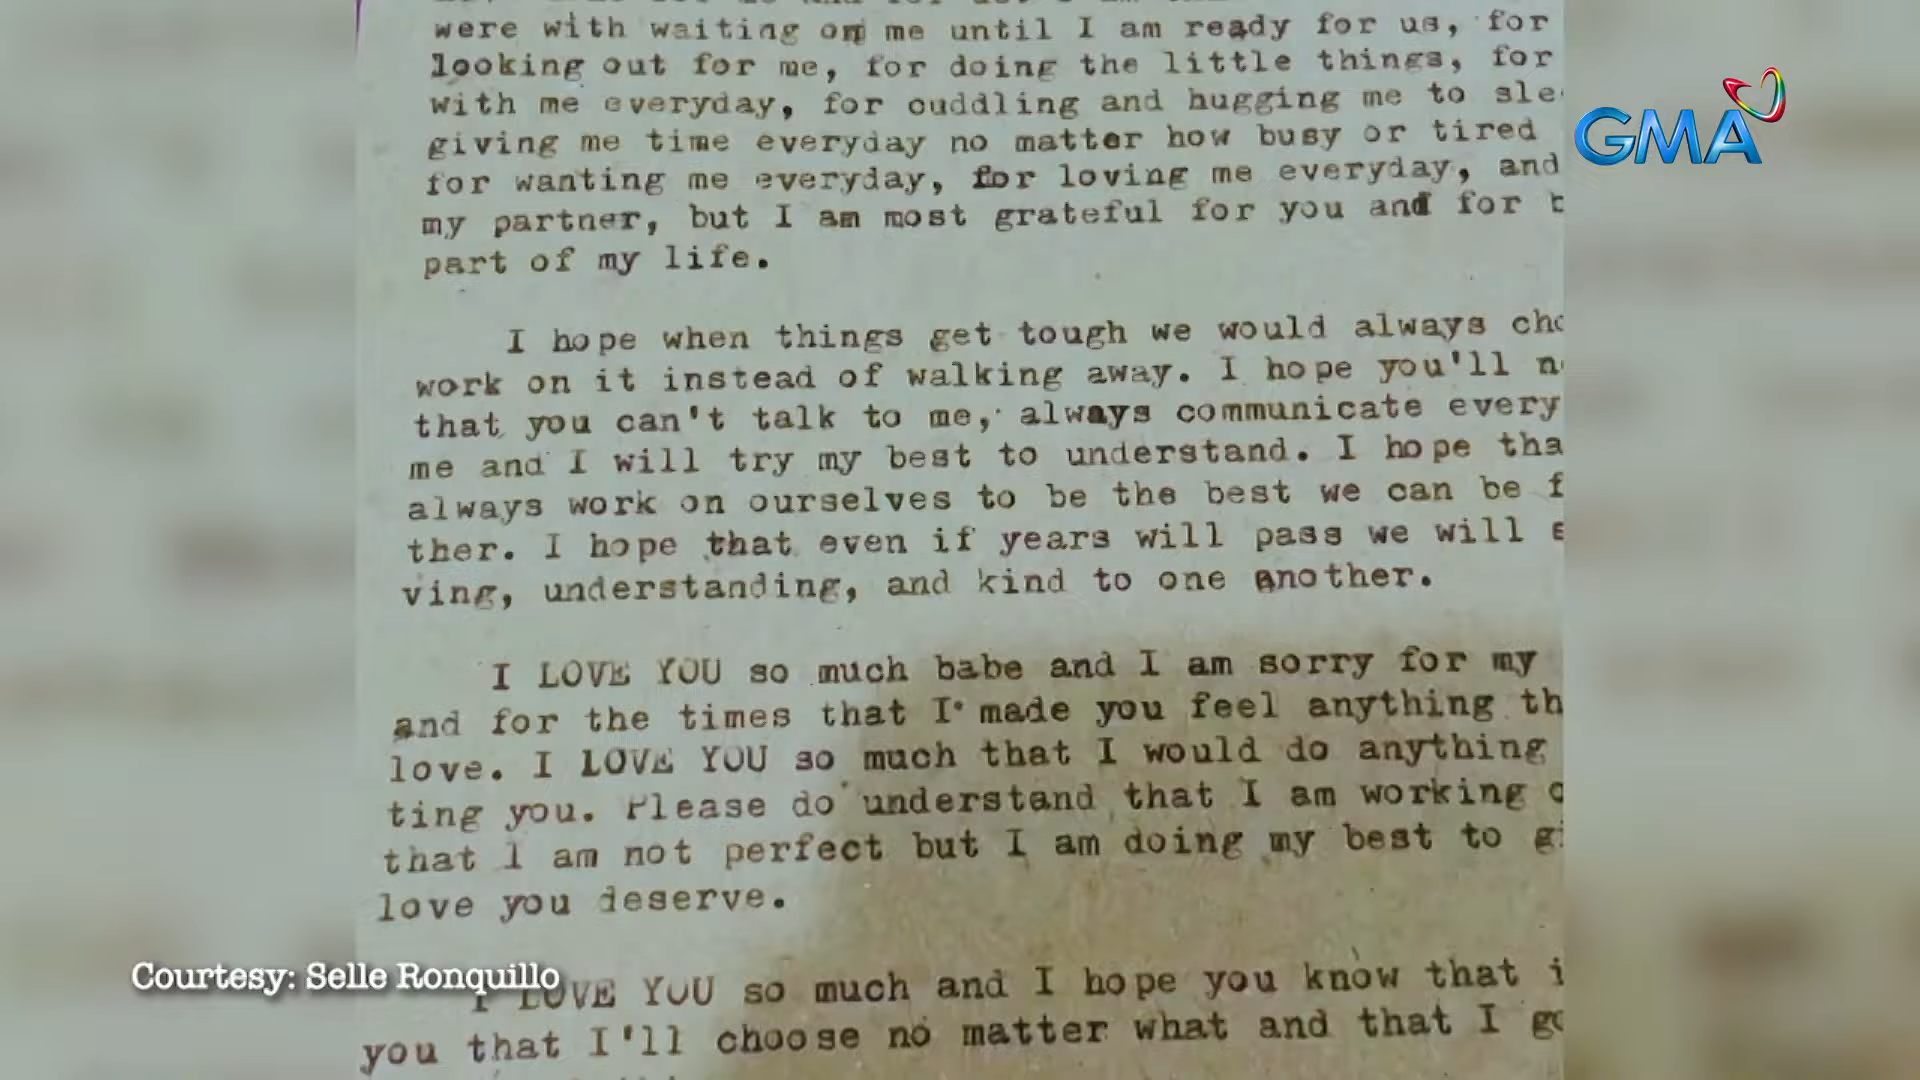 were with waiting on me until I am ready for us, for
looking out for me, for doing the little things, for
with me everyday, for cuddling and hugging me to sle
giving me time everyday no matter how busy or tired
for wanting me everyday, for loving me everyday, and
my partner, but I am most grateful for you and for b
part of my life.
I hope when things get tough we would always cho
work on it instead of walking away. I hope you'll n
that you can't talk to me, always communicate every
me and I will try my best to understand. I hope tha
always work on ourselves to be the best we can be f
ther. I hope that even if years will pass we will s
ving, understanding, and kind to one another.
I LOVE YOU so much babe and I am sorry for my
and for the times that I made you feel anything th
love. I LOVE YOU so much that I would do anything
ting you. Please do understand that I am working o
that I am not perfect but I am doing my best to gi
love you deserve.
I LOVE YOU so much and I hope you know that i
you that I'll choose no matter what and that I go
GMA
Courtesy: Selle Ronquillo